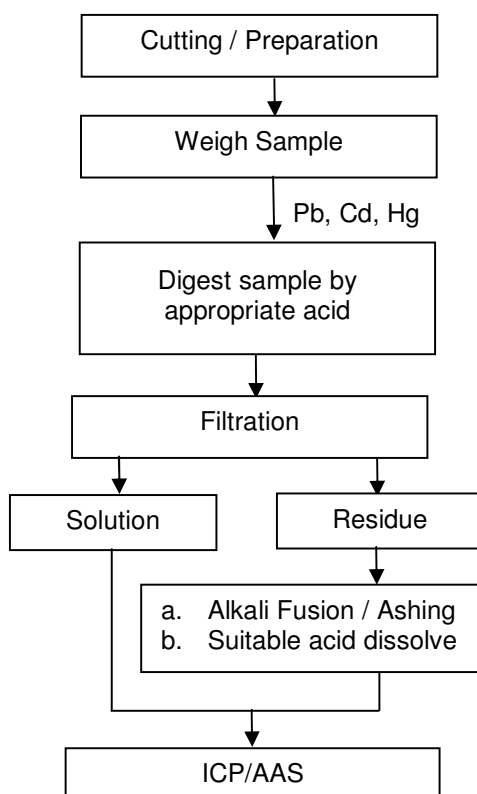 Cutting / Preparation
Weigh Sample
Pb, Cd, Hg
Digest sample by
appropriate acid
Filtration
Solution
Residue
a. Alkali Fusion / Ashing
b. Suitable acid dissolve
ICP/AAS